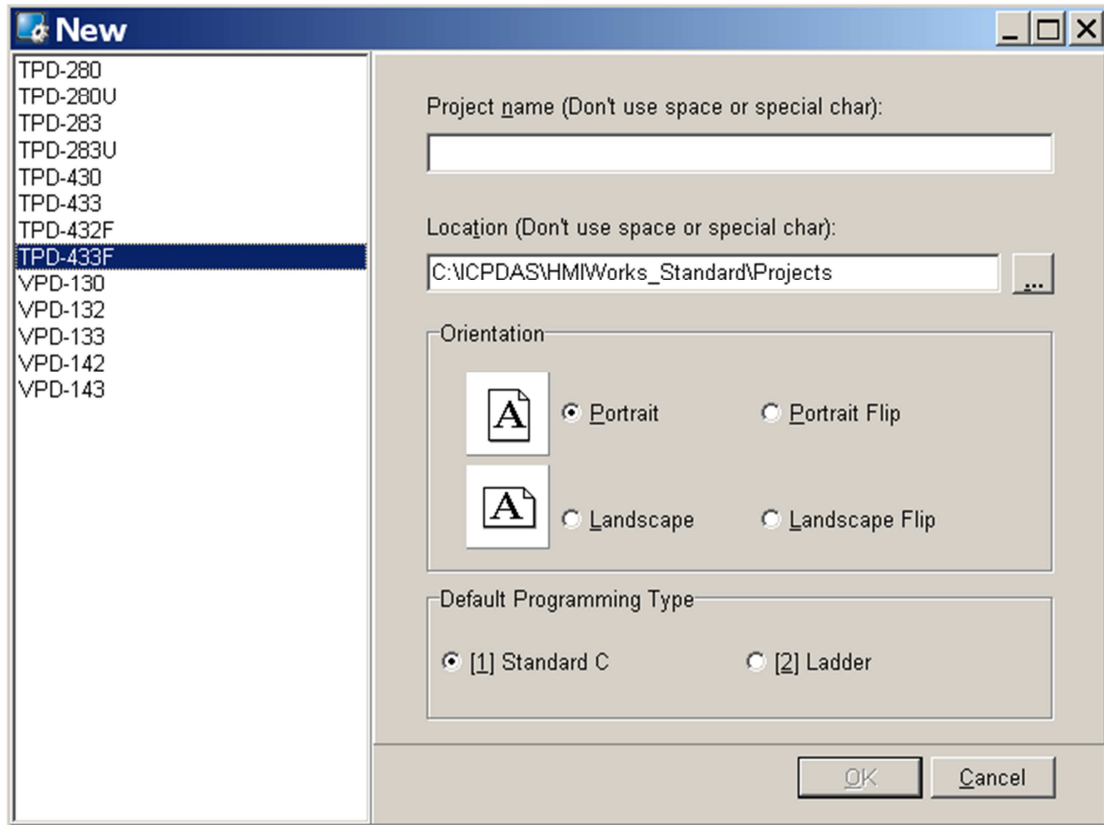 New
TPD-280
TPD-280U
TPD-283
TPD-283U
TPD-430
TPD-433
TPD-432F
TPD-433F
VPD-130
VPD-132
VPD-133
VPD-142
VPD-143
Project name (Don't use space or special char):
Location (Don't use space or special char):
C:\ICPDAS\HMIWorks_Standard\Projects
...
Orientation
A
Portrait
Portrait Flip
A
Landscape
Landscape Flip
Default Programming Type
[1] Standard C
[2] Ladder
OK
Cancel